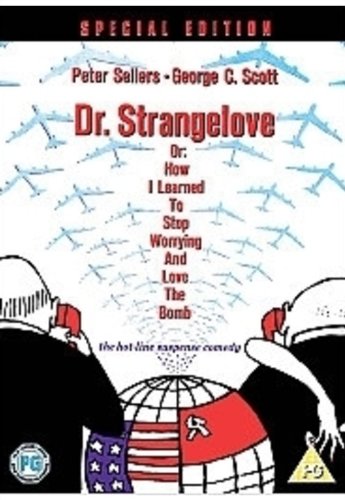 SPECIAL EDITION
Peter Sellers - George C. Scott
Dr. Strangelove
Or:
How
I Learned
To
Stop
Worrying
And
Love
The
Bomb
the hot-line suspense comedy
PG
PG